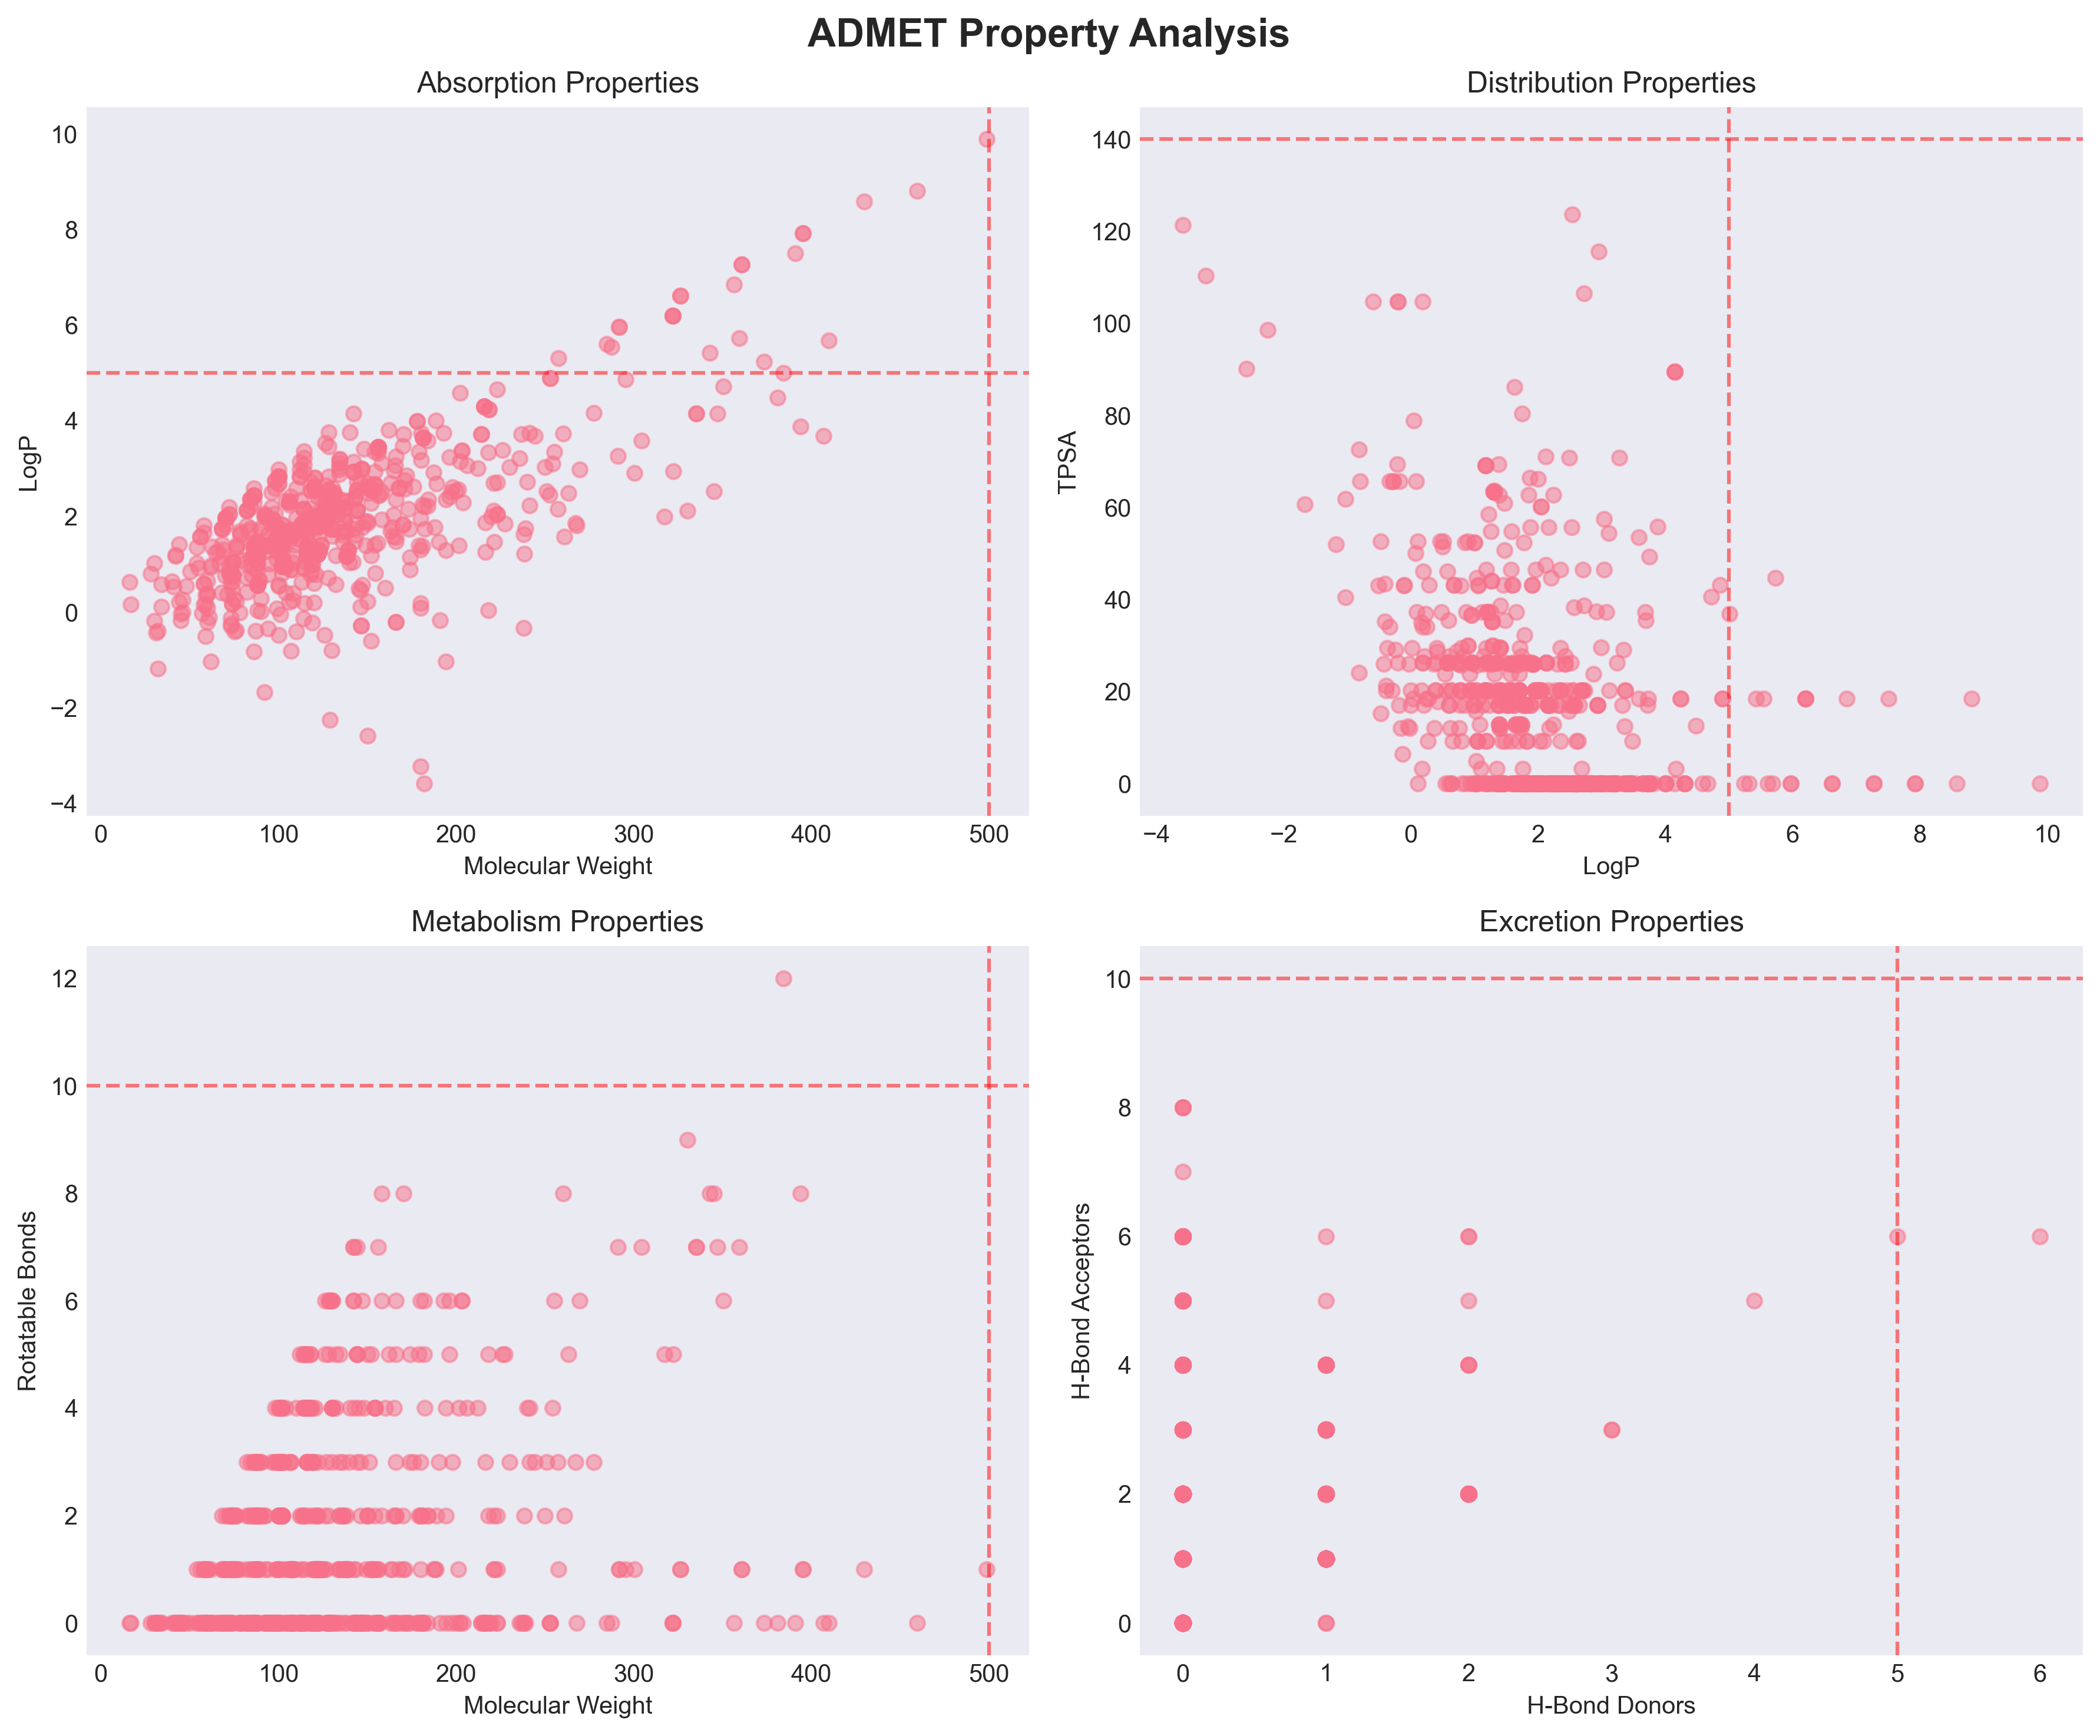 ADMET Property Analysis
Absorption Properties
10
8
6
4
2
0
−2
−4
LogP
0 100 200 300 400 500
Molecular Weight
Distribution Properties
140
120
100
80
60
40
20
0
TPSA
−4 −2 0 2 4 6 8 10
LogP
Metabolism Properties
12
10
8
6
4
2
0
Rotatable Bonds
0 100 200 300 400 500
Molecular Weight
Excretion Properties
10
8
6
4
2
0
H-Bond Acceptors
0 1 2 3 4 5 6
H-Bond Donors